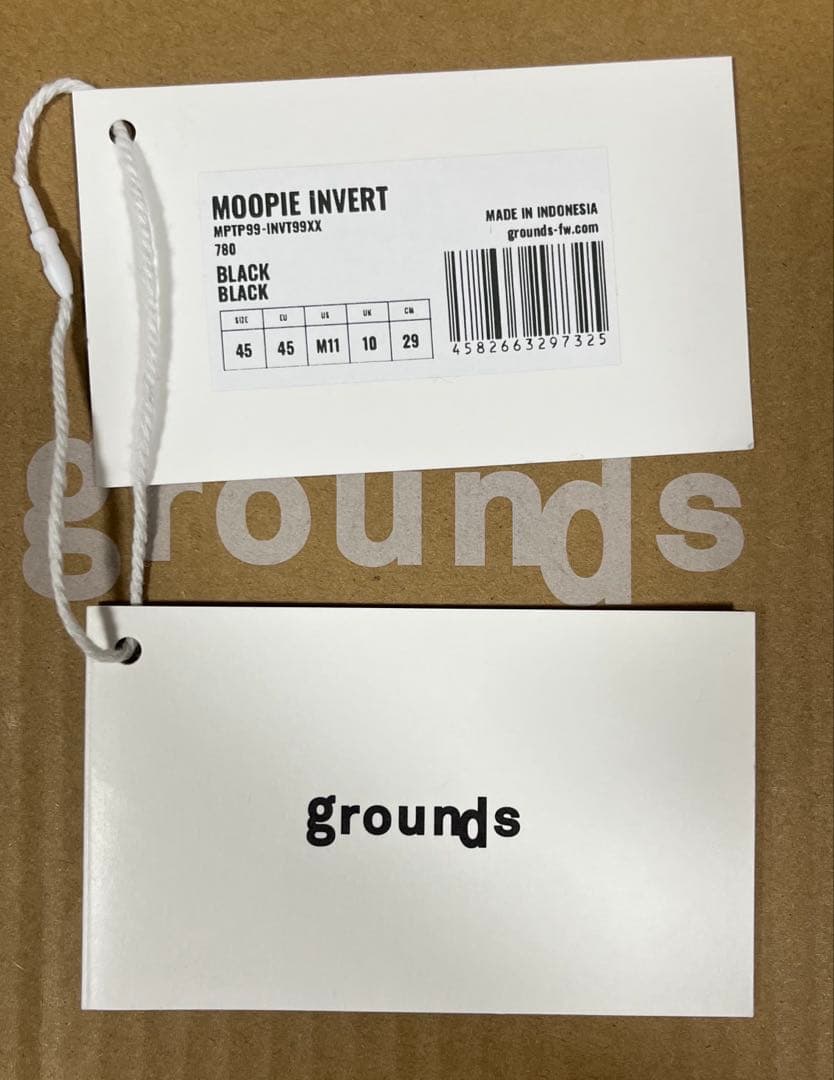 MOOPIE INVERT
MPTP99-INVT99XX
780
BLACK
BLACK
MADE IN INDONESIA
grounds-fw.com
SIZE EU US UK CM
45 45 M11 10 29
4582663297325
grounds
grounds